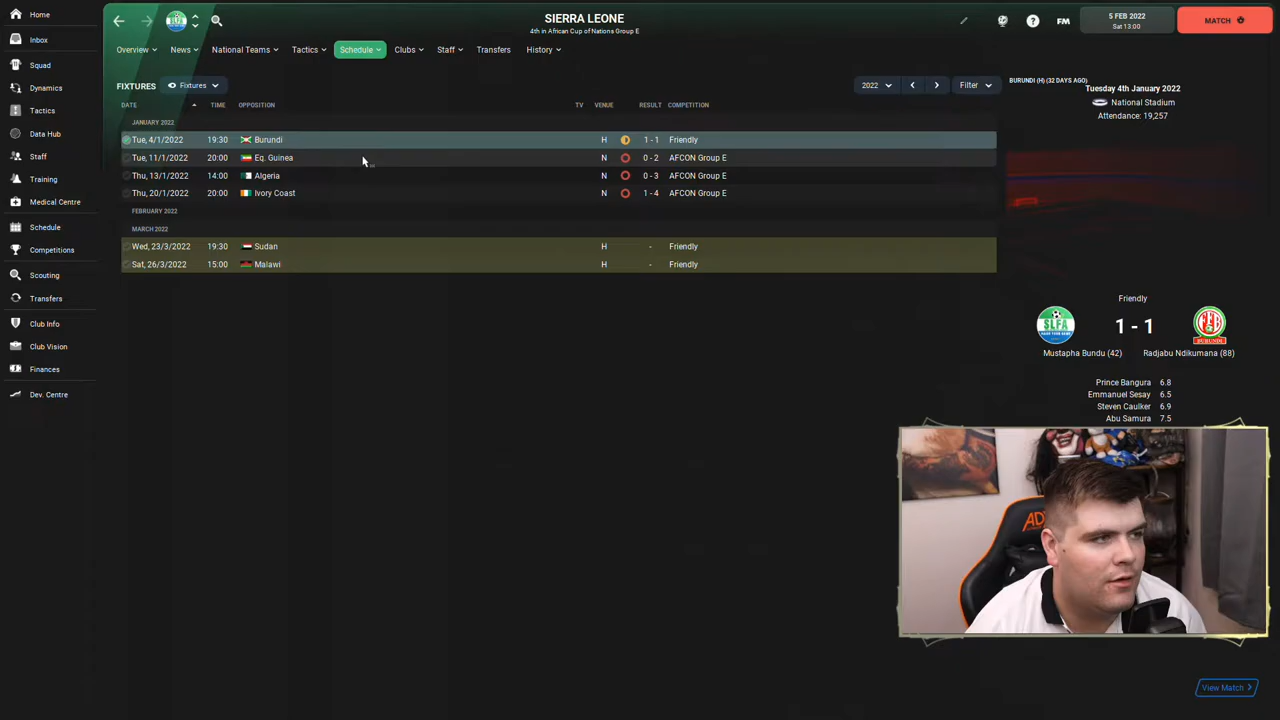 Home
Inbox
Squad
Dynamics
Tactics
Data Hub
Staff
Training
Medical Centre
Schedule
Competitions
Scouting
Transfers
Club Info
Club Vision
Finances
Dev. Centre
SIERRA LEONE
4th in African Cup of Nations Group E
FM
5 FEB 2022
Sat 13:00
MATCH
Overview News National Teams Tactics Schedule Clubs Staff Transfers History
FIXTURES Fixtures 2022 Filter
DATE TIME OPPOSITION TV VENUE RESULT COMPETITION
JANUARY 2022
Tue, 4/1/2022 19:30 Burundi H 1 - 1 Friendly
Tue, 11/1/2022 20:00 Eq. Guinea N 0 - 2 AFCON Group E
Thu, 13/1/2022 14:00 Algeria N 0 - 3 AFCON Group E
Thu, 20/1/2022 20:00 Ivory Coast N 1 - 4 AFCON Group E
FEBRUARY 2022
MARCH 2022
Wed, 23/3/2022 19:30 Sudan H - Friendly
Sat, 26/3/2022 15:00 Malawi H - Friendly
BURUNDI (H) (32 DAYS AGO)
Tuesday 4th January 2022
National Stadium
Attendance: 19,257
Friendly
SLFA
1 - 1
BURUNDI
Mustapha Bundu (42) Radjabu Ndikumana (88)
Prince Bangura 6.8
Emmanuel Sesay 6.5
Steven Caulker 6.9
Abu Samura 7.5
View Match